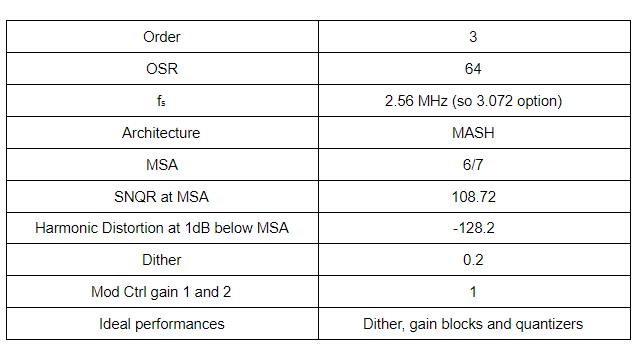 Order 3
OSR 64
fₛ 2.56 MHz (so 3.072 option)
Architecture MASH
MSA 6/7
SNQR at MSA 108.72
Harmonic Distortion at 1dB below MSA -128.2
Dither 0.2
Mod Ctrl gain 1 and 2 1
Ideal performances Dither, gain blocks and quantizers